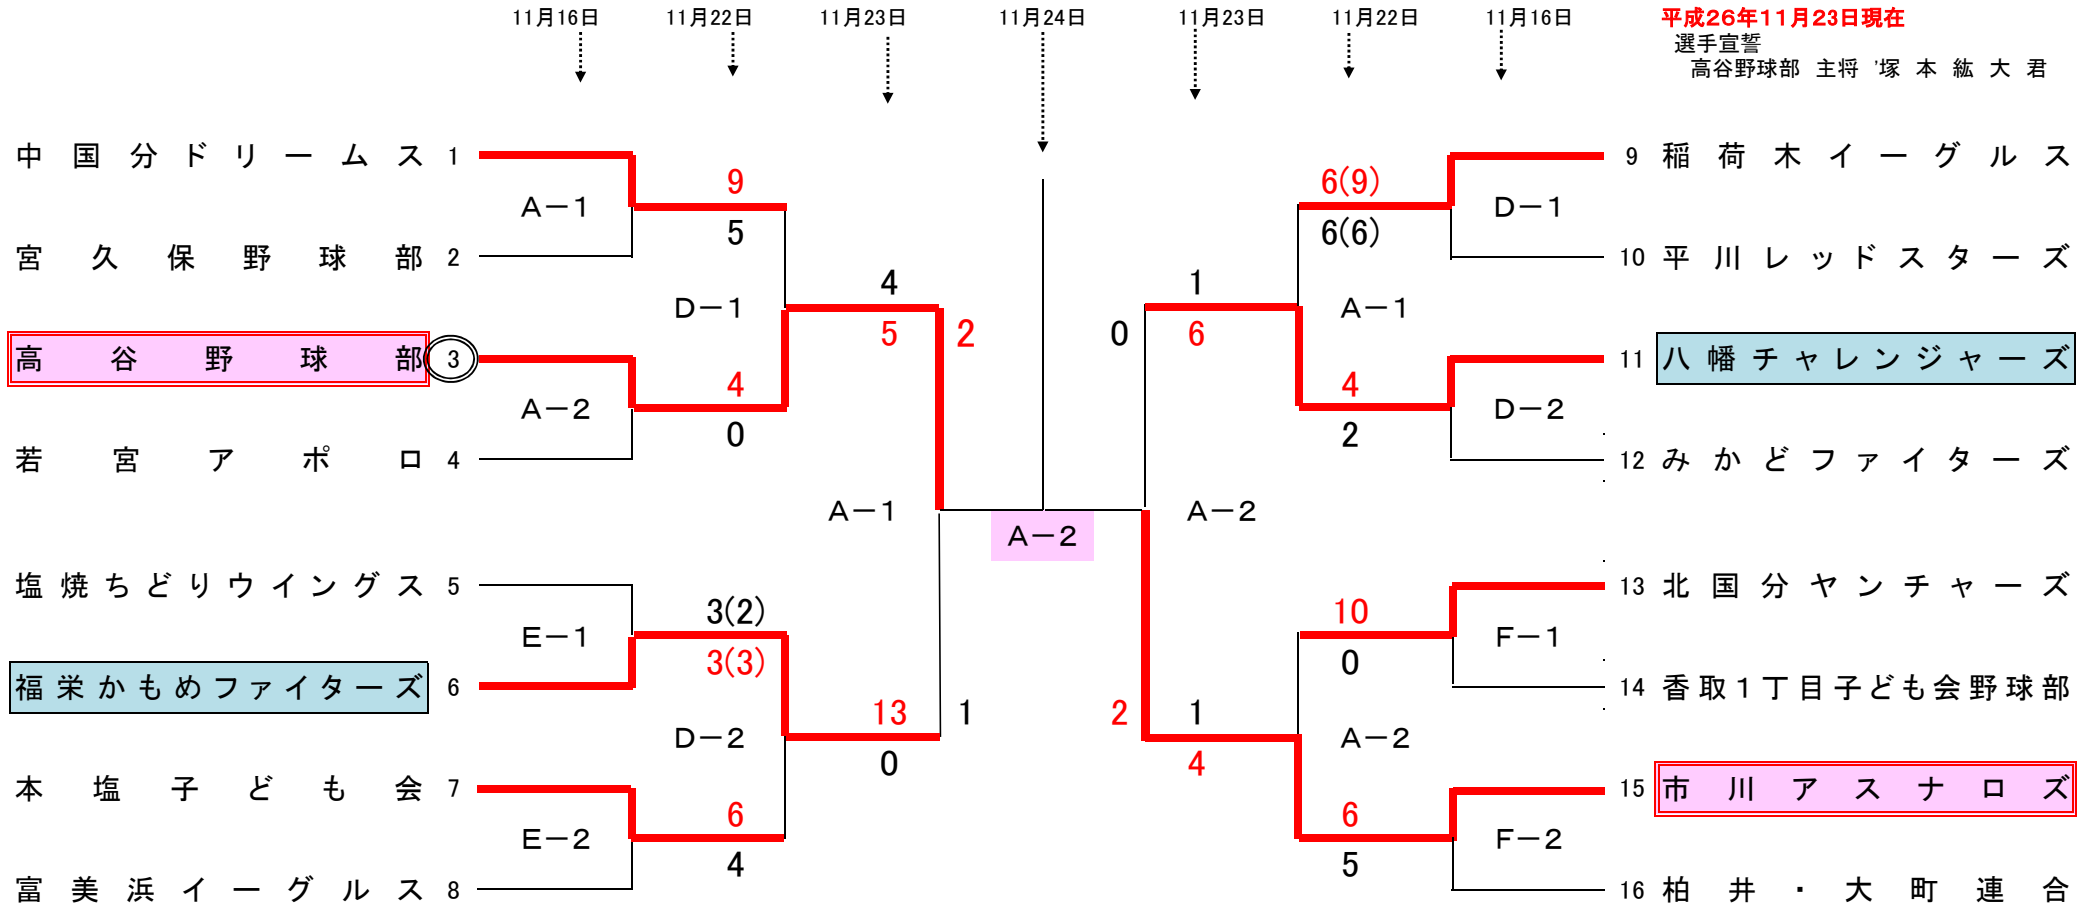 11月16日 11月22日 11月23日 11月24日 11月23日 11月22日 11月16日 平成26年11月23日現在
選手宣誓
高谷野球部 主将 '塚 本 紘 大 君
中国分ドリームス 1 9 6(9) 9 稲荷木イーグルス
A－1 D－1
5 6(6)
宮久保野球部 2 10 平川レッドスターズ
4 1
D－1 A－1
5 2 0 6
高谷野球部 3 11 八幡チャレンジャーズ
4 4
A－2 D－2
0 2
若宮アポロ 4 12 みかどファイターズ
A－1 A－2
A－2
塩焼ちどりウイングス 5 13 北国分ヤンチャーズ
3(2) 10
E－1 F－1
3(3) 0
福栄かもめファイターズ 6 14 香取1丁目子ども会野球部
13 1 2 1
D－2 A－2
0 4
本塩子ども会 7 15 市川アスナロズ
6 6
E－2 F－2
4 5
富美浜イーグルス 8 16 柏井・大町連合